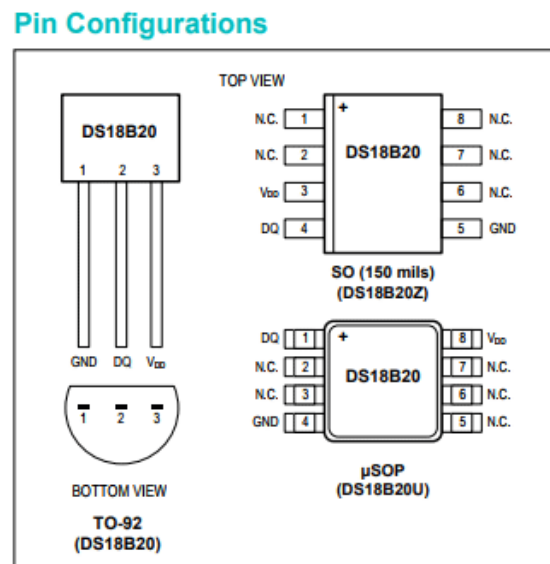 Pin Configurations
TOP VIEW
DS18B20
1 2 3
GND DQ VDD
1 2 3
BOTTOM VIEW
TO-92
(DS18B20)
+
N.C. 1 8 N.C.
N.C. 2 DS18B20 7 N.C.
VDD 3 6 N.C.
DQ 4 5 GND
SO (150 mils)
(DS18B20Z)
+
DQ 1 8 VDD
N.C. 2 DS18B20 7 N.C.
N.C. 3 6 N.C.
GND 4 5 N.C.
µSOP
(DS18B20U)